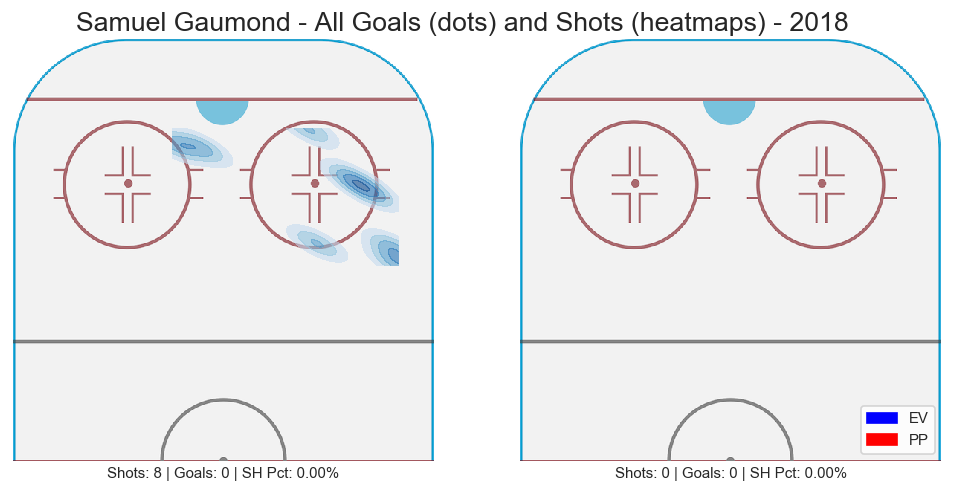 Samuel Gaumond - All Goals (dots) and Shots (heatmaps) - 2018
EV
PP
Shots: 8 | Goals: 0 | SH Pct: 0.00%
Shots: 0 | Goals: 0 | SH Pct: 0.00%